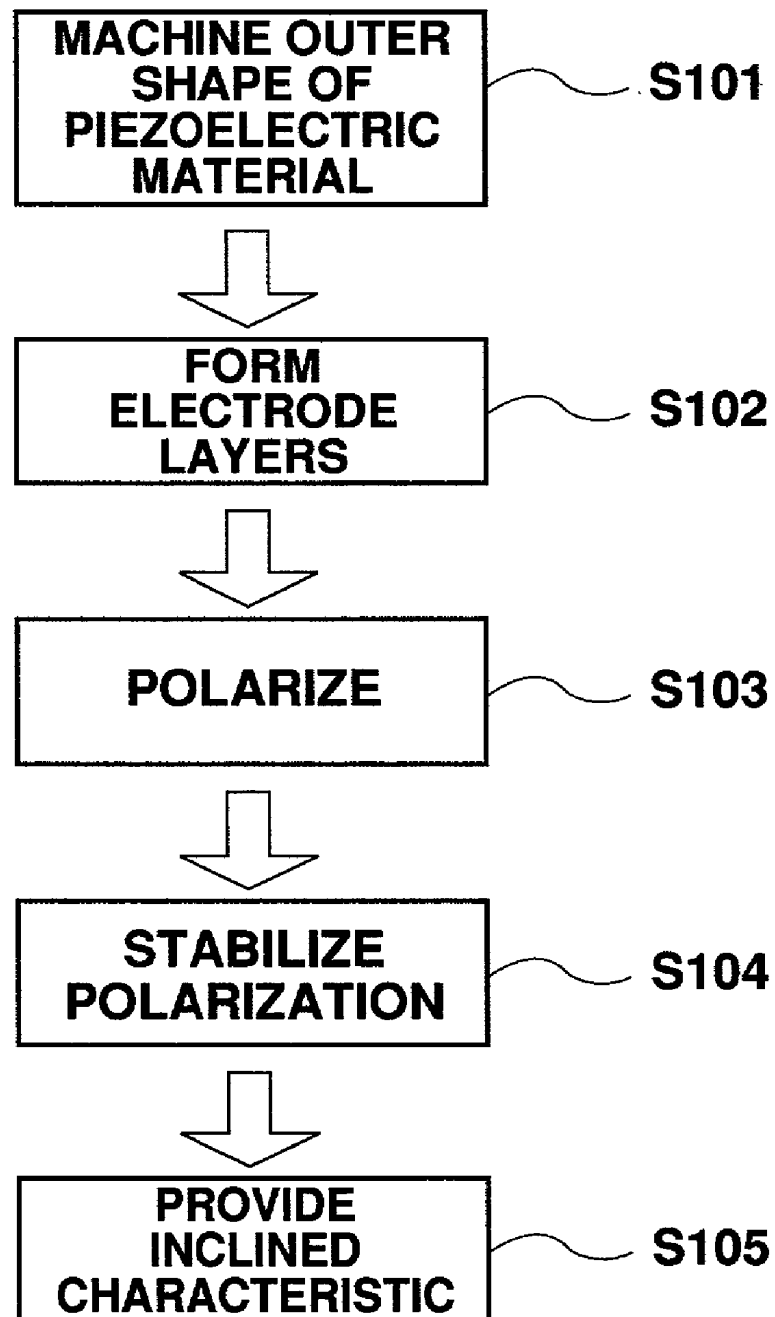 MACHINE OUTER
SHAPE OF
PIEZOELECTRIC
MATERIAL
S101
FORM
ELECTRODE
LAYERS
S102
POLARIZE
S103
STABILIZE
POLARIZATION
S104
PROVIDE
INCLINED
CHARACTERISTIC
S105